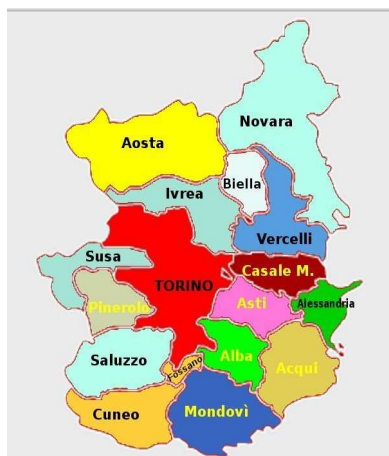 Novara
Aosta
Biella
Ivrea
Vercelli
Susa
Casale M.
TORINO
Pinerolo
Asti
Alessandria
Saluzzo
Fossano
Alba
Acqui
Cuneo
Mondovì